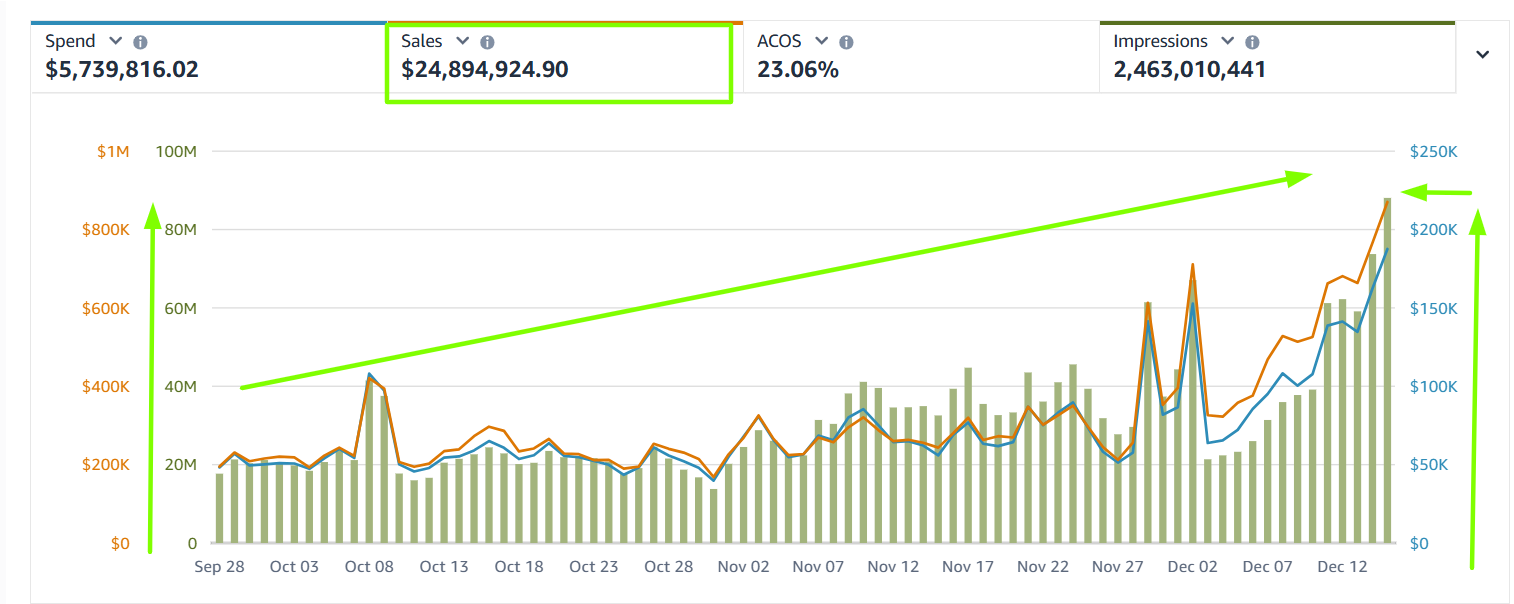 Spend Sales ACOS Impressions
$5,739,816.02 $24,894,924.90 23.06% 2,463,010,441
$1M 100M $250K
$800K 80M $200K
$600K 60M $150K
$400K 40M $100K
$200K 20M $50K
$0 0 $0
Sep 28 Oct 03 Oct 08 Oct 13 Oct 18 Oct 23 Oct 28 Nov 02 Nov 07 Nov 12 Nov 17 Nov 22 Nov 27 Dec 02 Dec 07 Dec 12